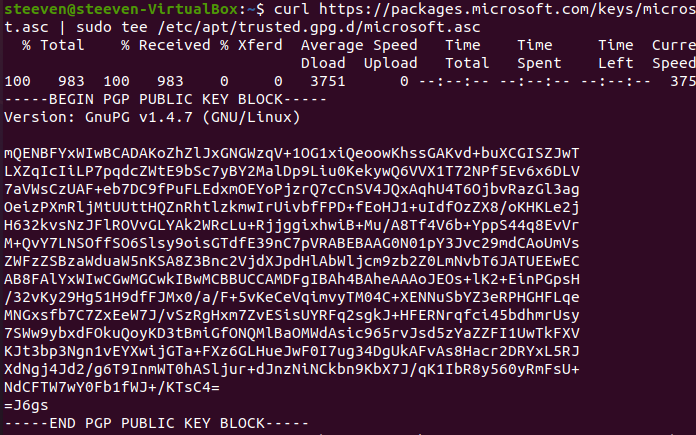 steeven@steeven-VirtualBox:~$ curl https://packages.microsoft.com/keys/micros
t.asc | sudo tee /etc/apt/trusted.gpg.d/microsoft.asc
% Total % Received % Xferd Average Speed Time Time Time Curre
Dload Upload Total Spent Left Speed
100 983 100 983 0 0 3751 0 --:--:-- --:--:-- --:--:-- 375
-----BEGIN PGP PUBLIC KEY BLOCK-----
Version: GnuPG v1.4.7 (GNU/Linux)

mQENBFYxWIwBCADAKoZhZlJxGNGWzqV+1OG1xiQeoowKhssGAKvd+buXCGISZJwT
LXZqIcIiLP7pqdcZWtE9bSc7yBY2MalDp9Liu0KekywQ6VVX1T72NPf5Ev6x6DLV
7aVWsCzUAF+eb7DC9fPuFLEdxmOEYoPjzrQ7cCnSV4JQxAqhU4T6OjbvRazGl3ag
OeizPXmRljMtUUttHQZnRhtlzkmwIrUivbfFPD+fEoHJ1+uIdfOzZX8/oKHKLe2j
H632kvsNzJFlROVvGLYAk2WRcLu+RjjggixhwiB+Mu/A8Tf4V6b+YppS44q8EvVr
M+QvY7LNSOffSO6Slsy9oisGTdfE39nC7pVRABEBAAG0N01pY3Jvc29mdCAoUmVs
ZWFzZSBzaWduaW5nKSA8Z3Bnc2VjdXJpdHlAbWljcm9zb2Z0LmNvbT6JATUEEwEC
AB8FAlYxWIwCGwMGCwkIBwMCBBUCCAMDFgIBAh4BAheAAAoJEOs+lK2+EinPGpsH
/32vKy29Hg51H9dfFJMx0/a/F+5vKeCeVqimvyTM04C+XENNuSbYZ3eRPHGHFLqe
MNGxsfb7C7ZxEeW7J/vSzRgHxm7ZvESisUYRFq2sgkJ+HFERNrqfci45bdhmrUsy
7SWw9ybxdFOkuQoyKD3tBmiGfONQMlBaOMWdAsic965rvJsd5zYaZZFI1UwTkFXV
KJt3bp3Ngn1vEYXwijGTa+FXz6GLHueJwF0I7ug34DgUkAFvAs8Hacr2DRYxL5RJ
XdNgj4Jd2/g6T9InmWT0hASljur+dJnzNiNCkbn9KbX7J/qK1IbR8y560yRmFsU+
NdCFTW7wY0Fb1fWJ+/KTsC4=
=J6gs
-----END PGP PUBLIC KEY BLOCK-----